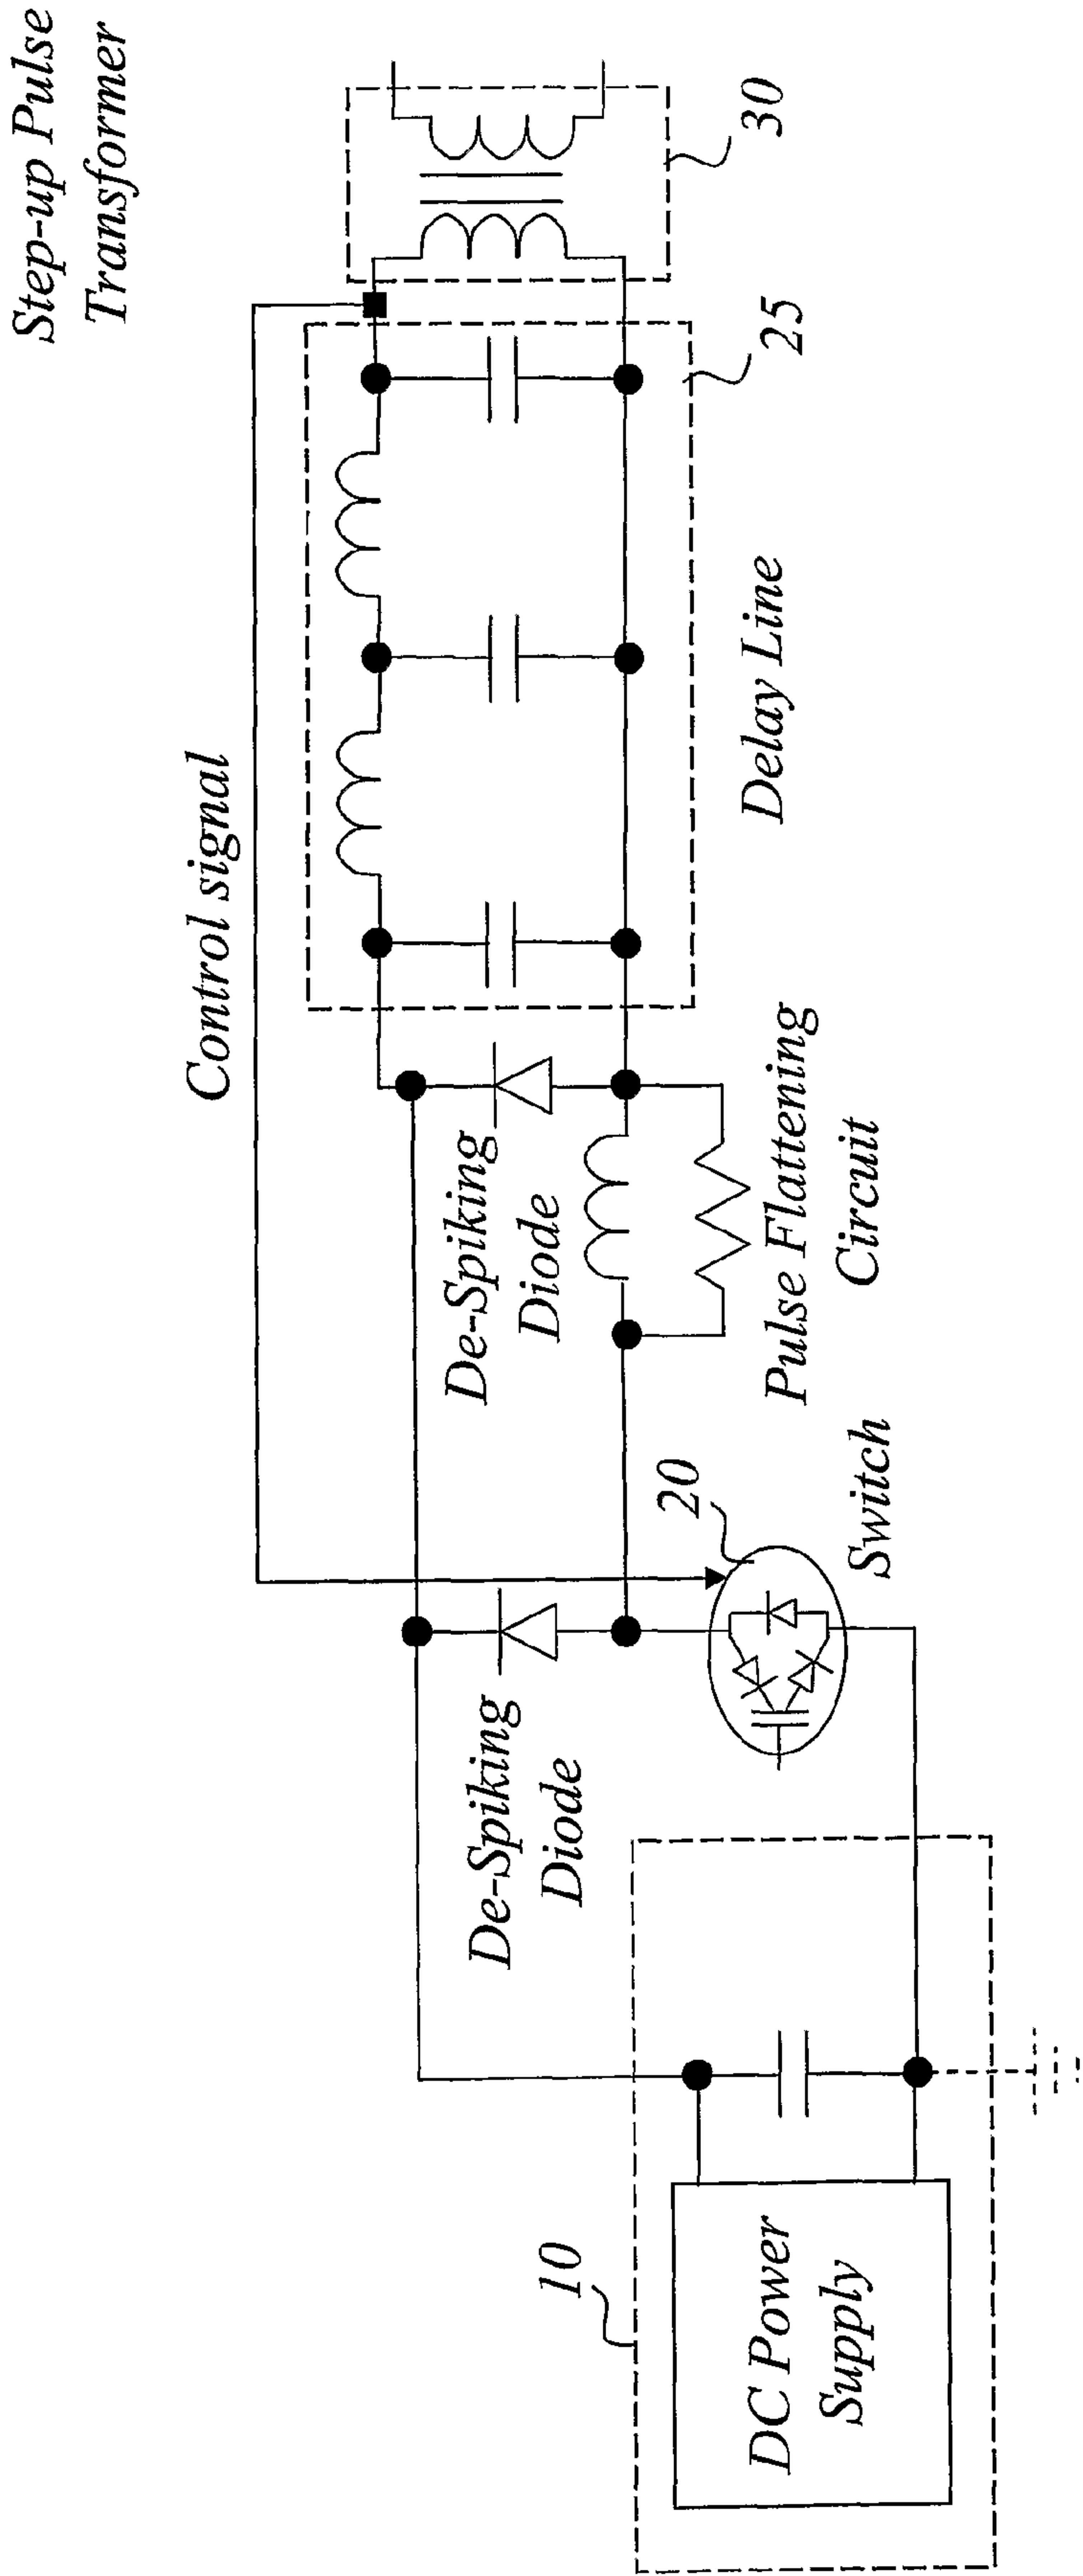 Step-up Pulse
Transformer
Control signal
30
25
Delay Line
De-Spiking
Diode
Pulse Flattening
Circuit
20
Switch
De-Spiking
Diode
10
DC Power
Supply